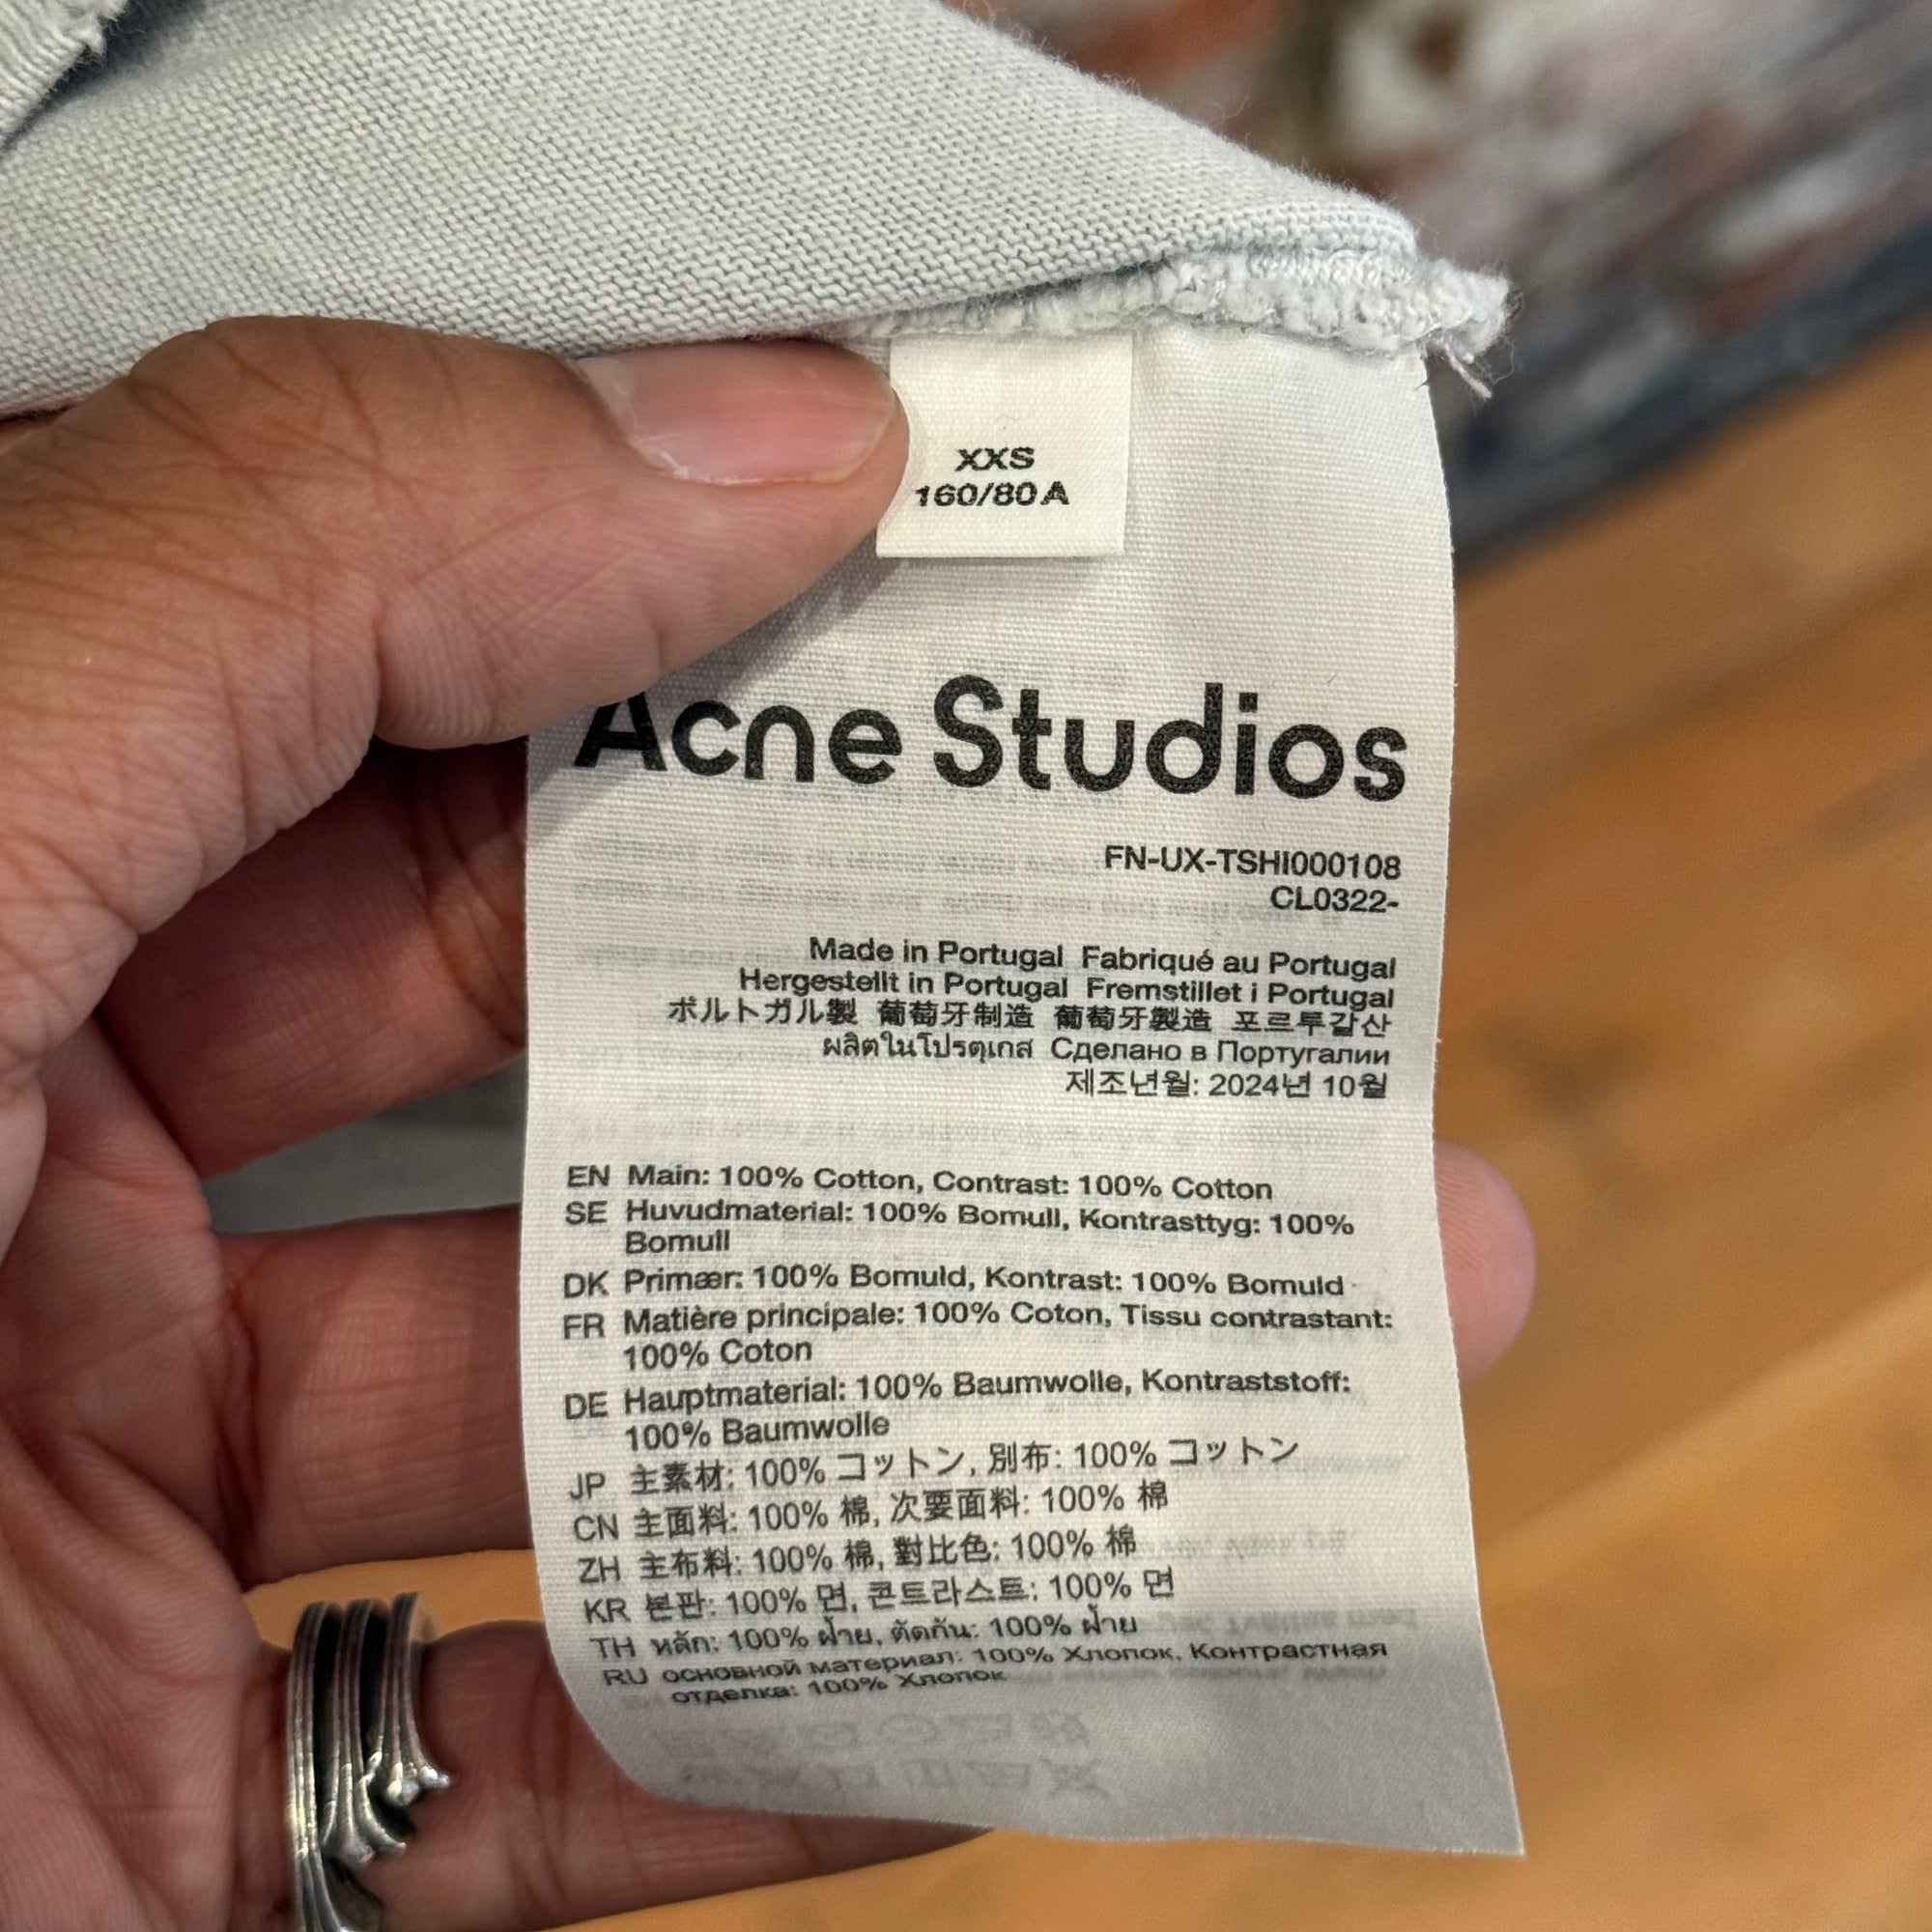 XXS
160/80A
Acne Studios
FN-UX-TSHI000108
CL0322-
Made in Portugal Fabriqué au Portugal
Hergestellt in Portugal Fremstillet i Portugal
ポルトガル製 葡萄牙制造 葡萄牙製造 포르투갈산
ผลิตในโปรตุเกส Сделано в Португалии
제조년월: 2024년 10월
EN Main: 100% Cotton, Contrast: 100% Cotton
SE Huvudmaterial: 100% Bomull, Kontrasttyg: 100%
Bomull
DK Primær: 100% Bomuld, Kontrast: 100% Bomuld
FR Matière principale: 100% Coton, Tissu contrastant:
100% Coton
DE Hauptmaterial: 100% Baumwolle, Kontraststoff:
100% Baumwolle
JP 主素材: 100% コットン, 別布: 100% コットン
CN 主面料: 100% 棉, 次要面料: 100% 棉
ZH 主布料: 100% 棉, 對比色: 100% 棉
KR 본판: 100% 면, 콘트라스트: 100% 면
TH หลัก: 100% ฝ้าย, ตัดกัน: 100% ฝ้าย
RU основной материал: 100% Хлопок, Контрастная
отделка: 100% Хлопок